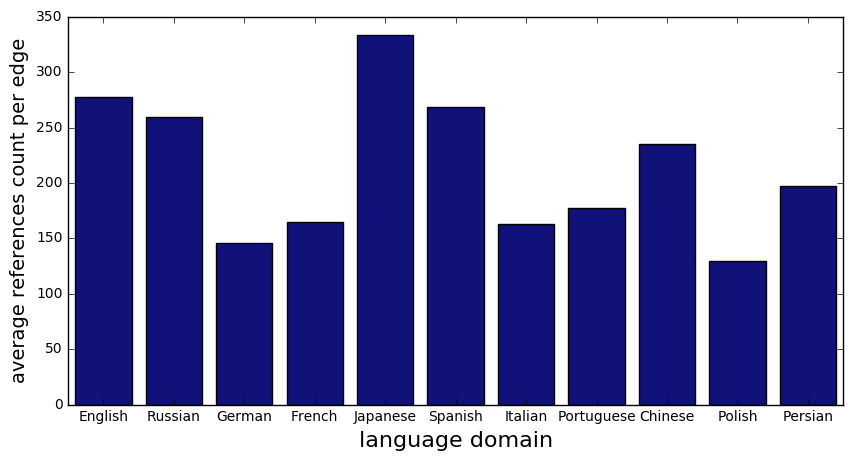 average references count per edge
350
300
250
200
150
100
50
0
English Russian German French Japanese Spanish Italian Portuguese Chinese Polish Persian
language domain